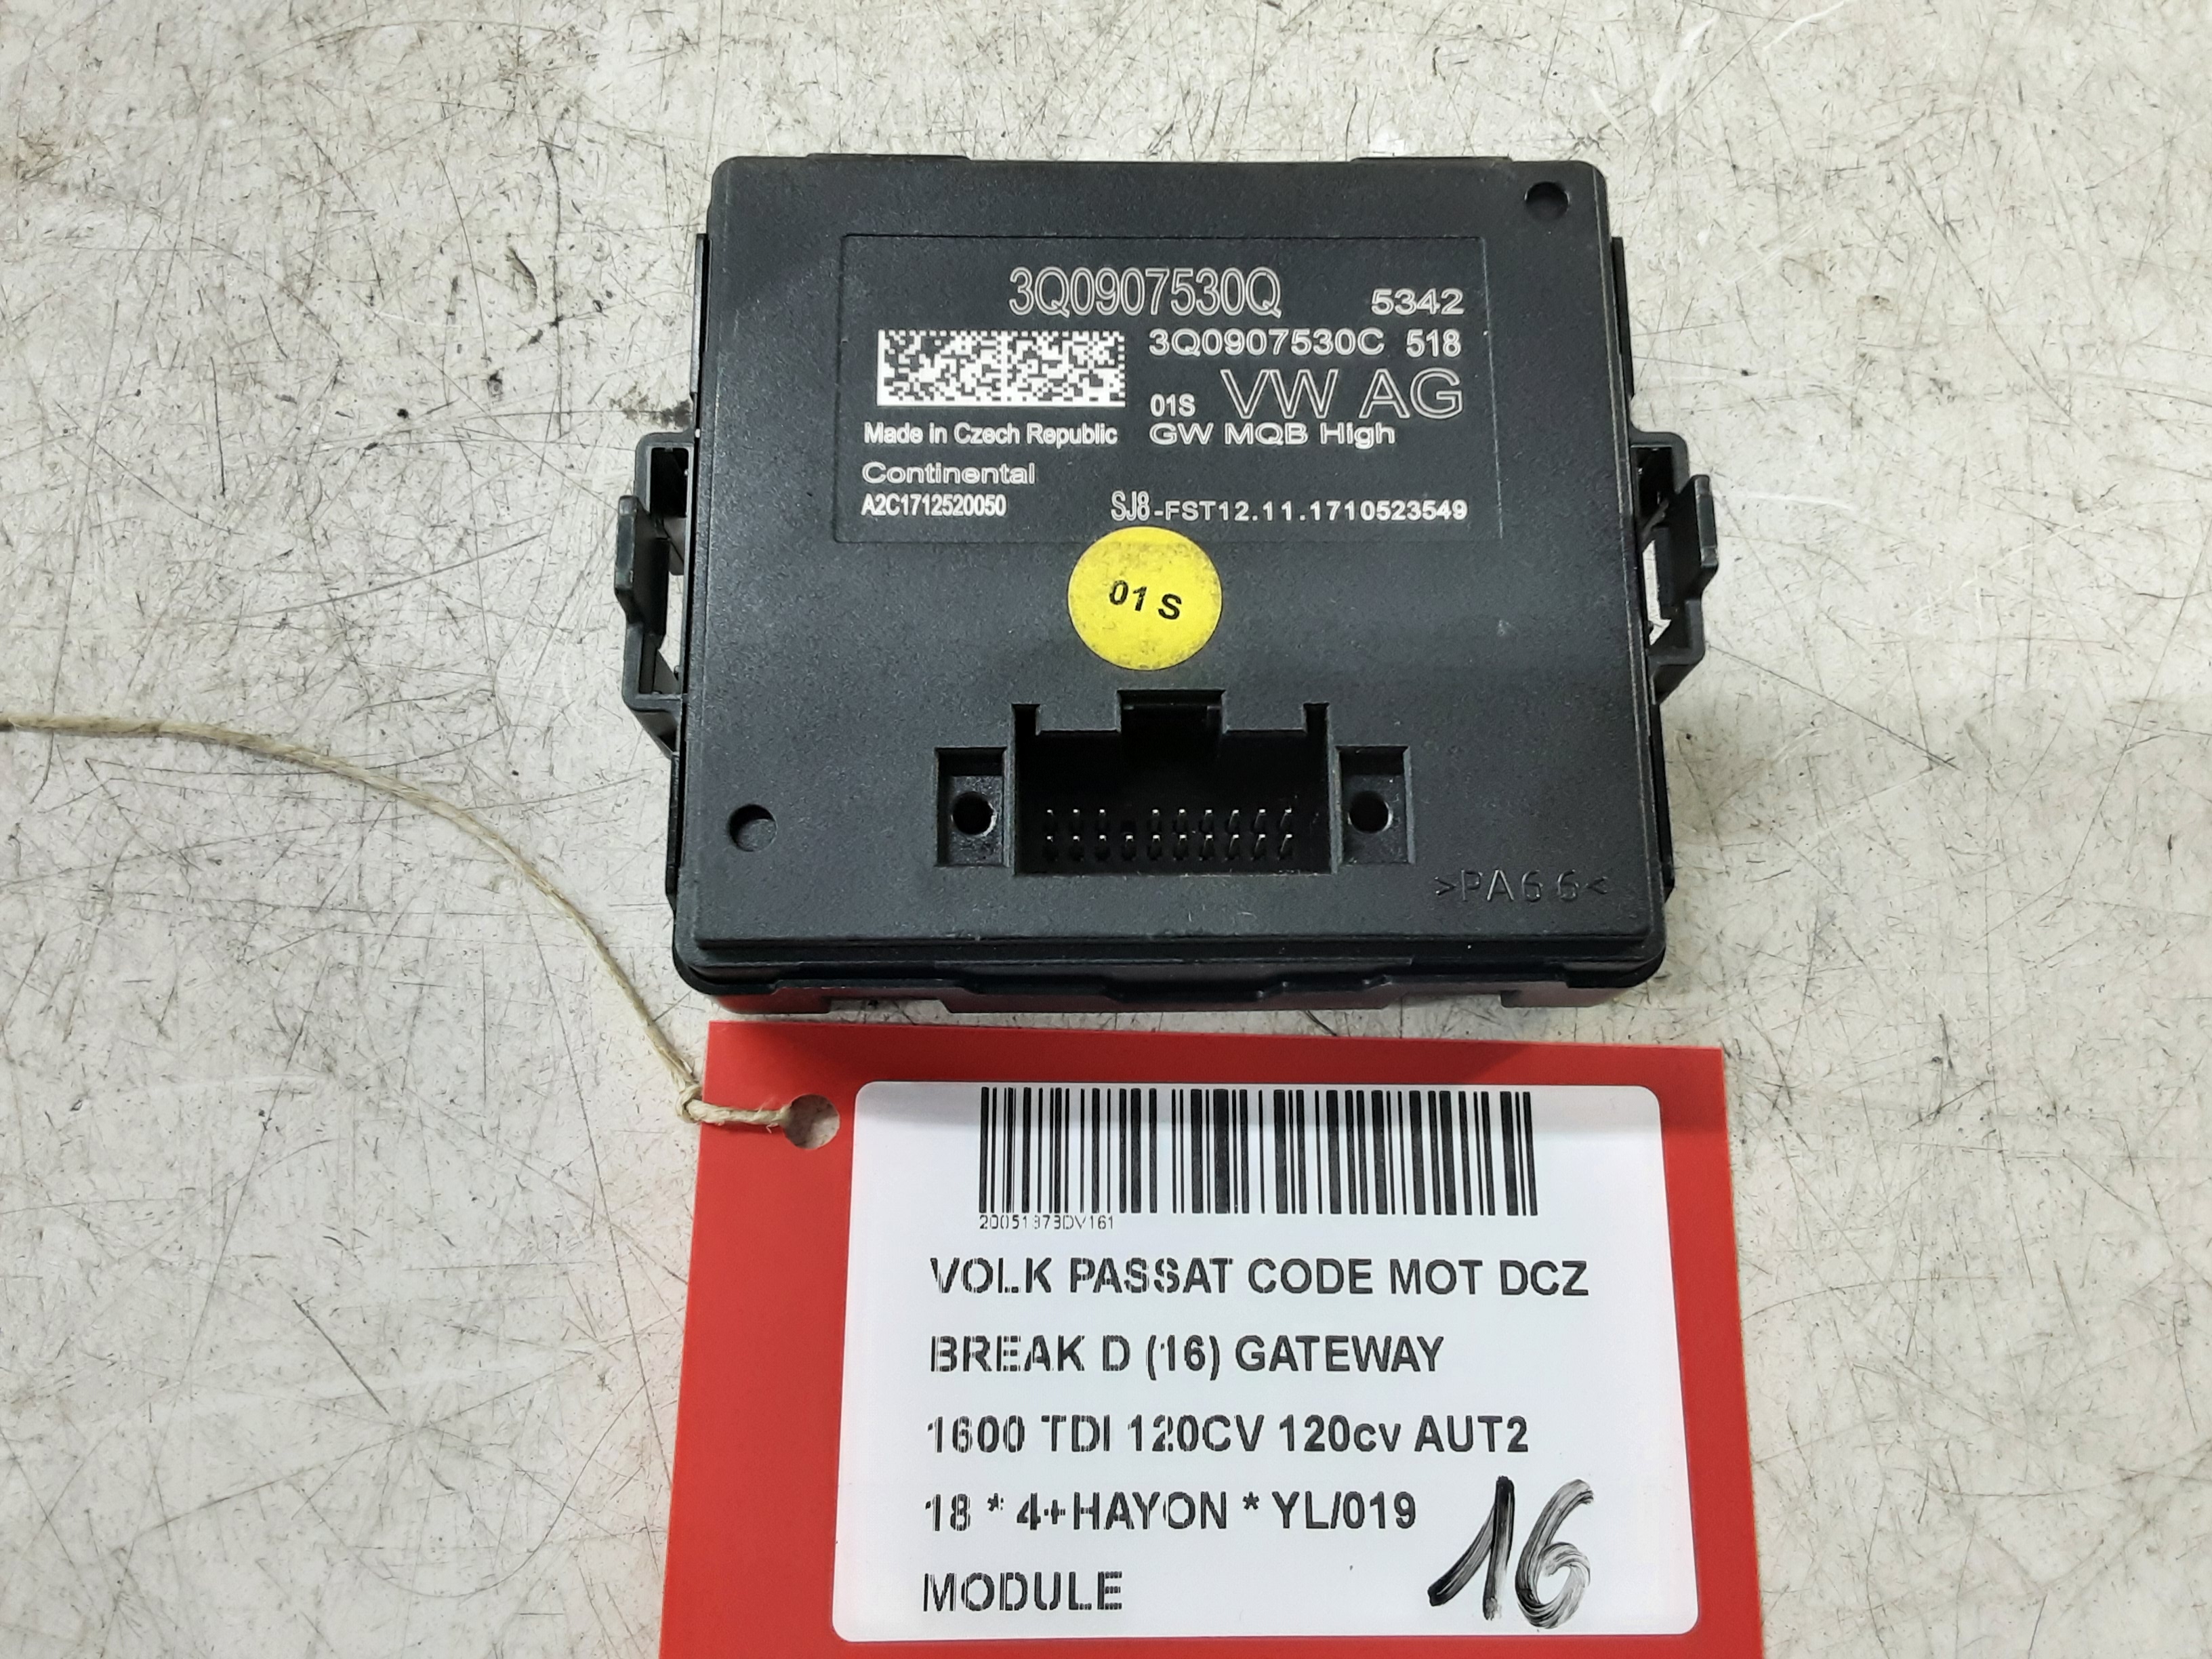 3Q0907530Q 5342
3Q0907530C 518
01S VW AG
Made in Czech Republic GW MQB High
Continental
A2C1712520050 SJ8-FST12.11.1710523549
01 S
>PA66<
20051873DV161
VOLK PASSAT CODE MOT DCZ
BREAK D (16) GATEWAY
1600 TDI 120CV 120cv AUT2
18 * 4+HAYON * YL/019
MODULE
16